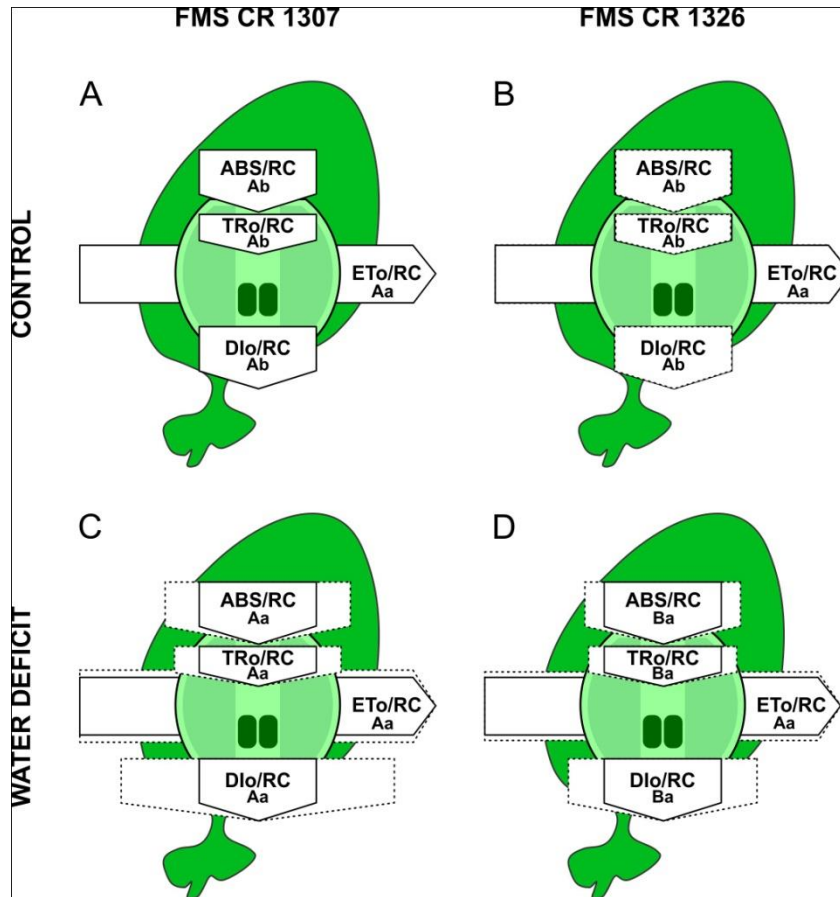 FMS CR 1307
FMS CR 1326
CONTROL
A
ABS/RC
Ab
TRo/RC
Ab
ETo/RC
Aa
DIo/RC
Ab
B
ABS/RC
Ab
TRo/RC
Ab
ETo/RC
Aa
DIo/RC
Ab
WATER DEFICIT
C
ABS/RC
Aa
TRo/RC
Aa
ETo/RC
Aa
DIo/RC
Aa
D
ABS/RC
Ba
TRo/RC
Ba
ETo/RC
Aa
DIo/RC
Ba